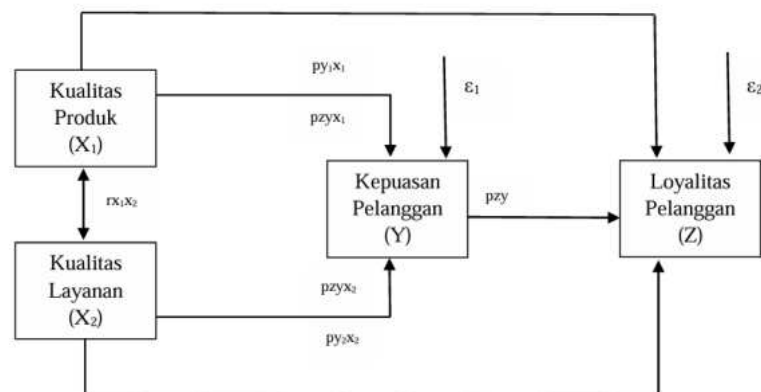 py₁x₁
ε₁
ε₂
Kualitas
Produk
(X₁)
pzyx₁
rx₁x₂
Kepuasan
Pelanggan
(Y)
pzy
Loyalitas
Pelanggan
(Z)
Kualitas
Layanan
(X₂)
pzyx₂
py₂x₂